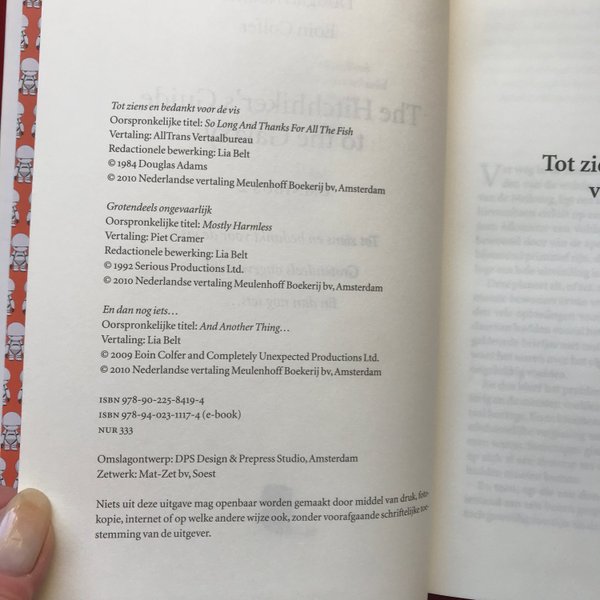 Tot ziens en bedankt voor de vis
Oorspronkelijke titel: So Long And Thanks For All The Fish
Vertaling: AllTrans Vertaalbureau
Redactionele bewerking: Lia Belt
© 1984 Douglas Adams
© 2010 Nederlandse vertaling Meulenhoff Boekerij bv, Amsterdam
Grotendeels ongevaarlijk
Oorspronkelijke titel: Mostly Harmless
Vertaling: Piet Cramer
Redactionele bewerking: Lia Belt
© 1992 Serious Productions Ltd.
© 2010 Nederlandse vertaling Meulenhoff Boekerij bv, Amsterdam
En dan nog iets...
Oorspronkelijke titel: And Another Thing...
Vertaling: Lia Belt
© 2009 Eoin Colfer and Completely Unexpected Productions Ltd.
© 2010 Nederlandse vertaling Meulenhoff Boekerij bv, Amsterdam
ISBN 978-90-225-8419-4
ISBN 978-94-023-1117-4 (e-book)
NUR 333
Omslagontwerp: DPS Design & Prepress Studio, Amsterdam
Zetwerk: Mat-Zet bv, Soest
Niets uit deze uitgave mag openbaar worden gemaakt door middel van druk, foto-
kopie, internet of op welke andere wijze ook, zonder voorafgaande schriftelijke toe-
stemming van de uitgever.
Tot zie
v